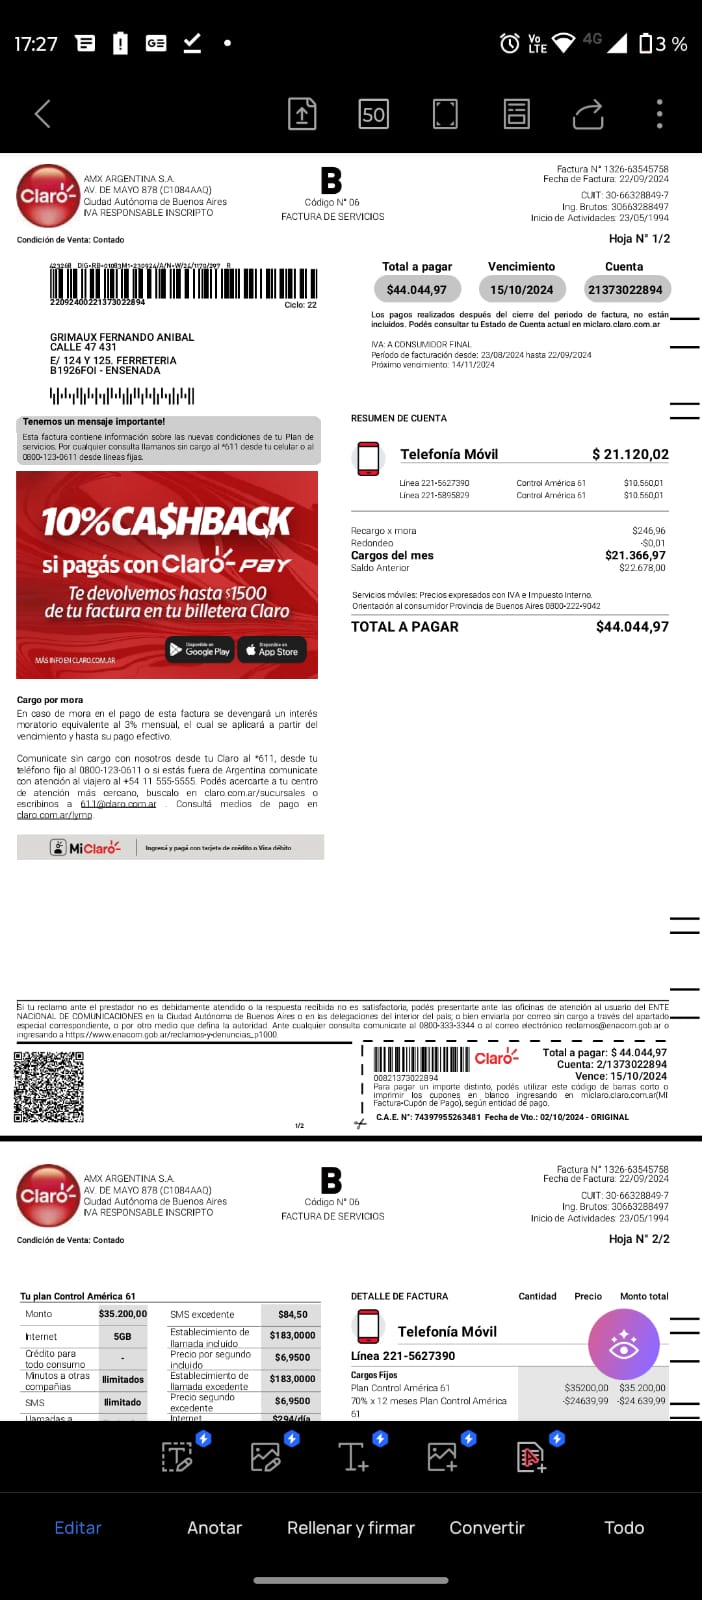 17:27
Vo LTE 4G 3 %
50
Claro-
AMX ARGENTINA S.A.
AV. DE MAYO 878 (C1084AAQ)
Ciudad Autónoma de Buenos Aires
IVA RESPONSABLE INSCRIPTO
B
Código N° 06
FACTURA DE SERVICIOS
Factura N° 1326-63545758
Fecha de Factura: 22/09/2024
CUIT: 30-66328849-7
Ing. Brutos: 30663288497
Inicio de Actividades: 23/05/1994
Condición de Venta: Contado
Hoja N° 1/2
2209240022137302289​4
Ciclo: 22
Total a pagar Vencimiento Cuenta
$44.044,97 15/10/2024 21373022894
Los pagos realizados después del cierre del periodo de factura, no están
incluidos. Podés consultar tu Estado de Cuenta actual en miclaro.claro.com.ar
IVA: A CONSUMIDOR FINAL
Período de facturación desde: 23/08/2024 hasta 22/09/2024
Próximo vencimiento: 14/11/2024
GRIMAUX FERNANDO ANIBAL
CALLE 47 431
E/ 124 Y 125. FERRETERIA
B1926FOI - ENSENADA
Tenemos un mensaje importante!
Esta factura contiene información sobre las nuevas condiciones de tu Plan de
servicios. Por cualquier consulta llamanos sin cargo al *611 desde tu celular o al
0800-123-0611 desde líneas fijas.
10% CA$HBACK
si pagás con Claro- pay
Te devolvemos hasta $1500
de tu factura en tu billetera Claro
Disponible en Google Play
Disponible en App Store
MÁS INFO EN CLARO.COM.AR
RESUMEN DE CUENTA
Telefonía Móvil $ 21.120,02
Línea 221-5627390 Control América 61 $10.560,01
Línea 221-5895829 Control América 61 $10.560,01
Recargo x mora $246,96
Redondeo -$0,01
Cargos del mes $21.366,97
Saldo Anterior $22.678,00
Servicios móviles: Precios expresados con IVA e Impuesto Interno.
Orientación al consumidor Provincia de Buenos Aires 0800-222-9042
TOTAL A PAGAR $44.044,97
Cargo por mora
En caso de mora en el pago de esta factura se devengará un interés
moratorio equivalente al 3% mensual, el cual se aplicará a partir del
vencimiento y hasta su pago efectivo.
Comunicate sin cargo con nosotros desde tu Claro al *611, desde tu
teléfono fijo al 0800-123-0611 o si estás fuera de Argentina comunicate
con atención al viajero al +54 11 555-5555. Podés acercarte a tu centro
de atención más cercano, buscalo en claro.com.ar/sucursales o
escribinos a 611@claro.com.ar . Consultá medios de pago en
claro.com.ar/lymp.
MiClaro-
Ingresá y pagá con tarjeta de crédito o Visa débito
Si tu reclamo ante el prestador no es debidamente atendido o la respuesta recibida no es satisfactoria, podés presentarte ante las oficinas de atención al usuario del ENTE
NACIONAL DE COMUNICACIONES en la Ciudad Autónoma de Buenos Aires o en las delegaciones del interior del país; o bien enviarla por correo sin cargo a través del apartado
especial correspondiente, o por otro medio que defina la autoridad. Ante cualquier consulta comunicate al 0800-333-3344 o al correo electrónico reclamos@enacom.gob.ar o
ingresando a https://www.enacom.gob.ar/reclamos-y-denuncias_p1000
Claro-
Total a pagar: $ 44.044,97
Cuenta: 2/1373022894
Vence: 15/10/2024
00821373022894
Para pagar un importe distinto, podés utilizar este código de barras corto o
imprimir los cupones en blanco ingresando en miclaro.claro.com.ar(MI
Factura-Cupón de Pago), según entidad de pago.
C.A.E. N°: 74397955263481 Fecha de Vto.: 02/10/2024 - ORIGINAL
1/2
Claro-
AMX ARGENTINA S.A.
AV. DE MAYO 878 (C1084AAQ)
Ciudad Autónoma de Buenos Aires
IVA RESPONSABLE INSCRIPTO
B
Código N° 06
FACTURA DE SERVICIOS
Factura N° 1326-63545758
Fecha de Factura: 22/09/2024
CUIT: 30-66328849-7
Ing. Brutos: 30663288497
Inicio de Actividades: 23/05/1994
Condición de Venta: Contado
Hoja N° 2/2
Tu plan Control América 61
Monto $35.200,00
Internet 5GB
Crédito para todo consumo -
Minutos a otras compañias Ilimitados
SMS Ilimitado
Llamadas a
SMS excedente $84,50
Establecimiento de llamada incluido $183,0000
Precio por segundo incluido $6,9500
Establecimiento de llamada excedente $183,0000
Precio segundo excedente $6,9500
Internet $294/día
DETALLE DE FACTURA Cantidad Precio Monto total
Telefonía Móvil
Línea 221-5627390
Cargos Fijos
Plan Control América 61 $35200,00 $35.200,00
70% x 12 meses Plan Control América -$24639,99 -$24.639,99
61
Editar Anotar Rellenar y firmar Convertir Todo